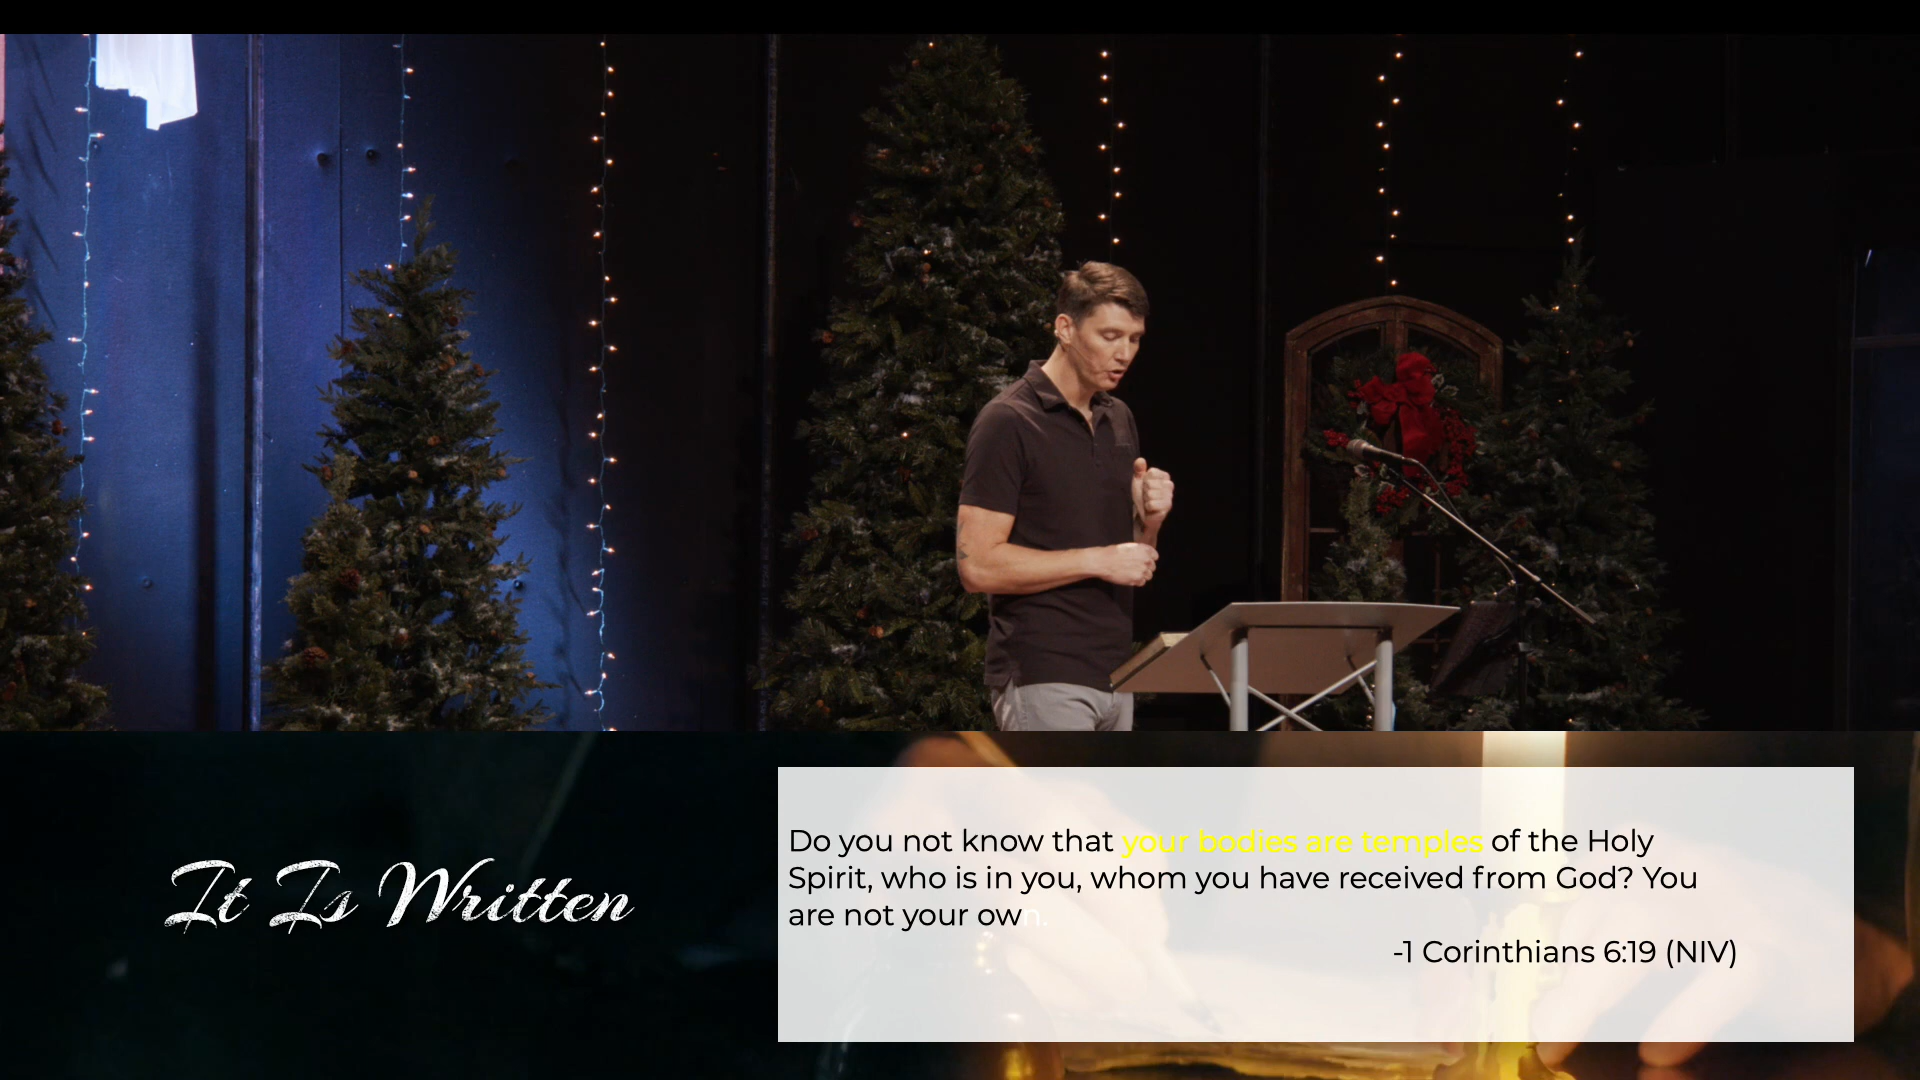 It Is Written
Do you not know that your bodies are temples of the Holy
Spirit, who is in you, whom you have received from God? You
are not your own.
-1 Corinthians 6:19 (NIV)